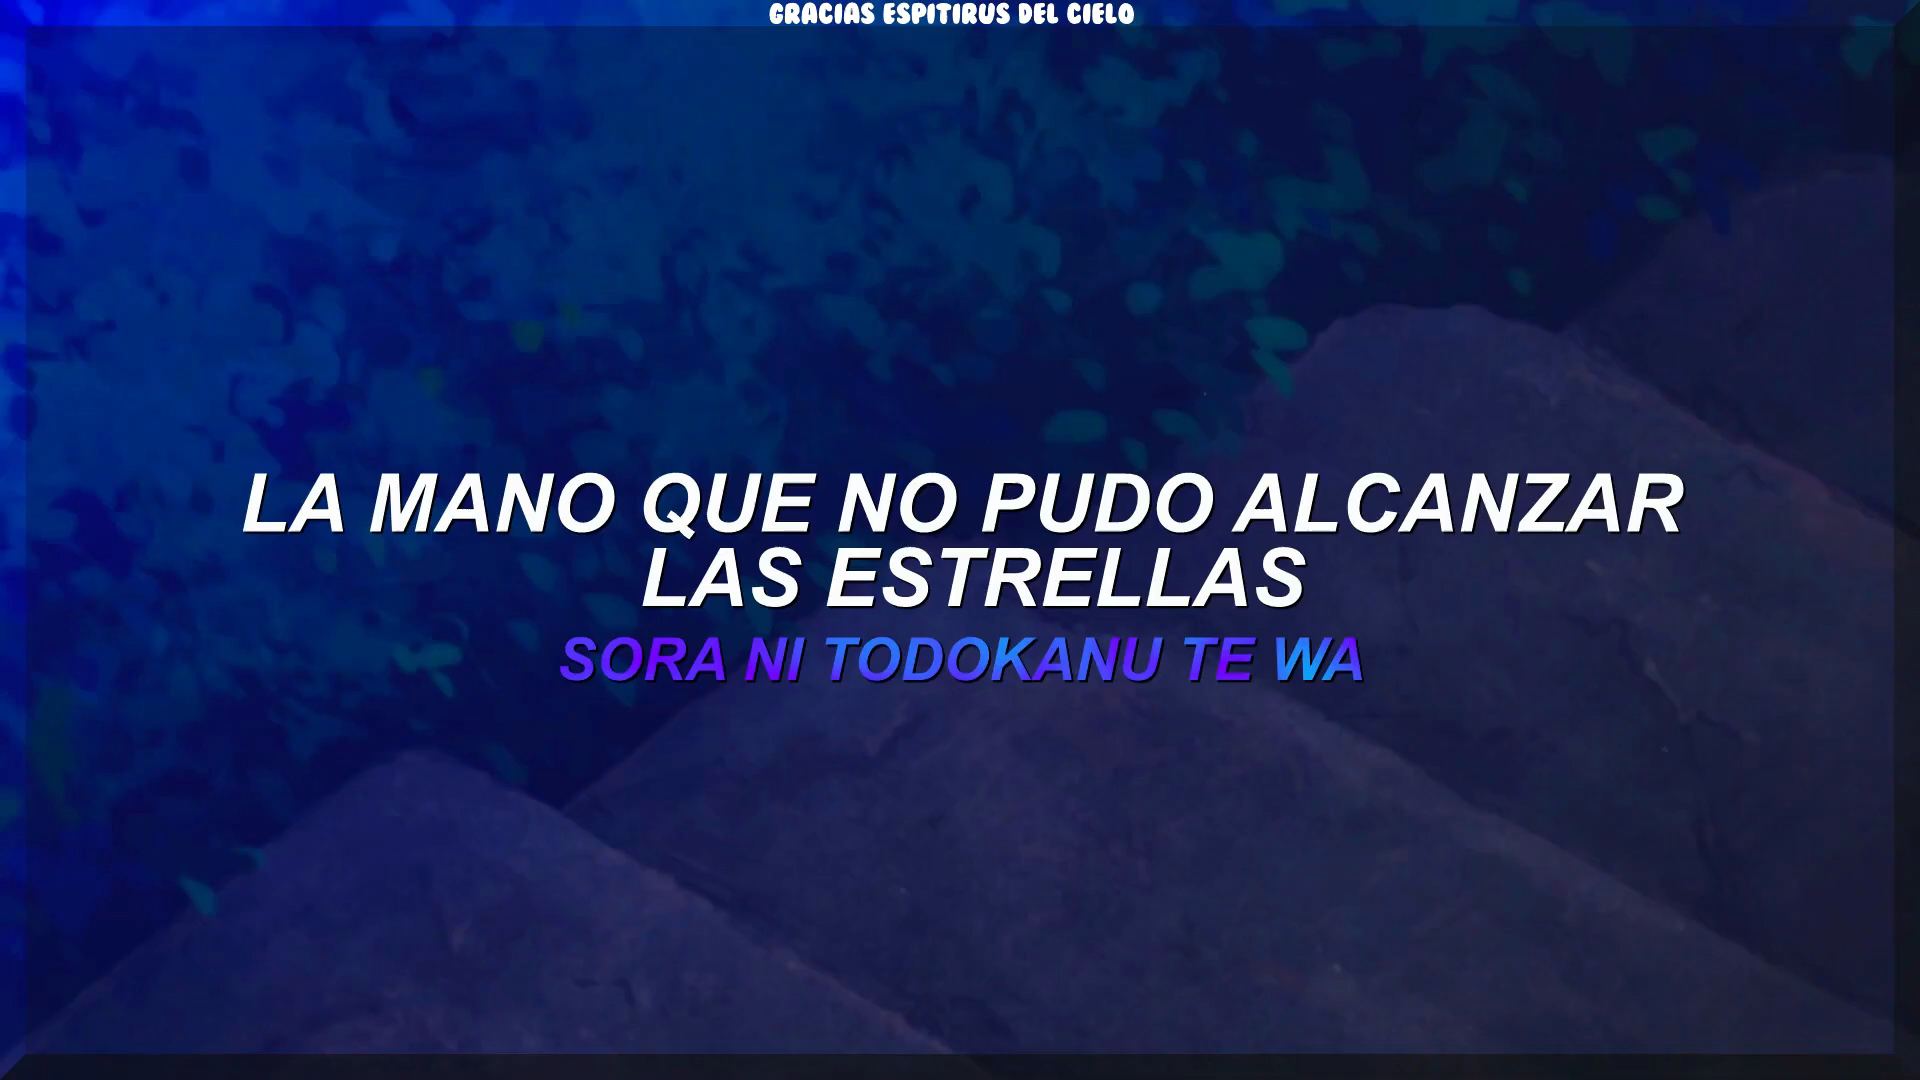 GRACIAS ESPITIRUS DEL CIELO
LA MANO QUE NO PUDO ALCANZAR
LAS ESTRELLAS
SORA NI TODOKANU TE WA